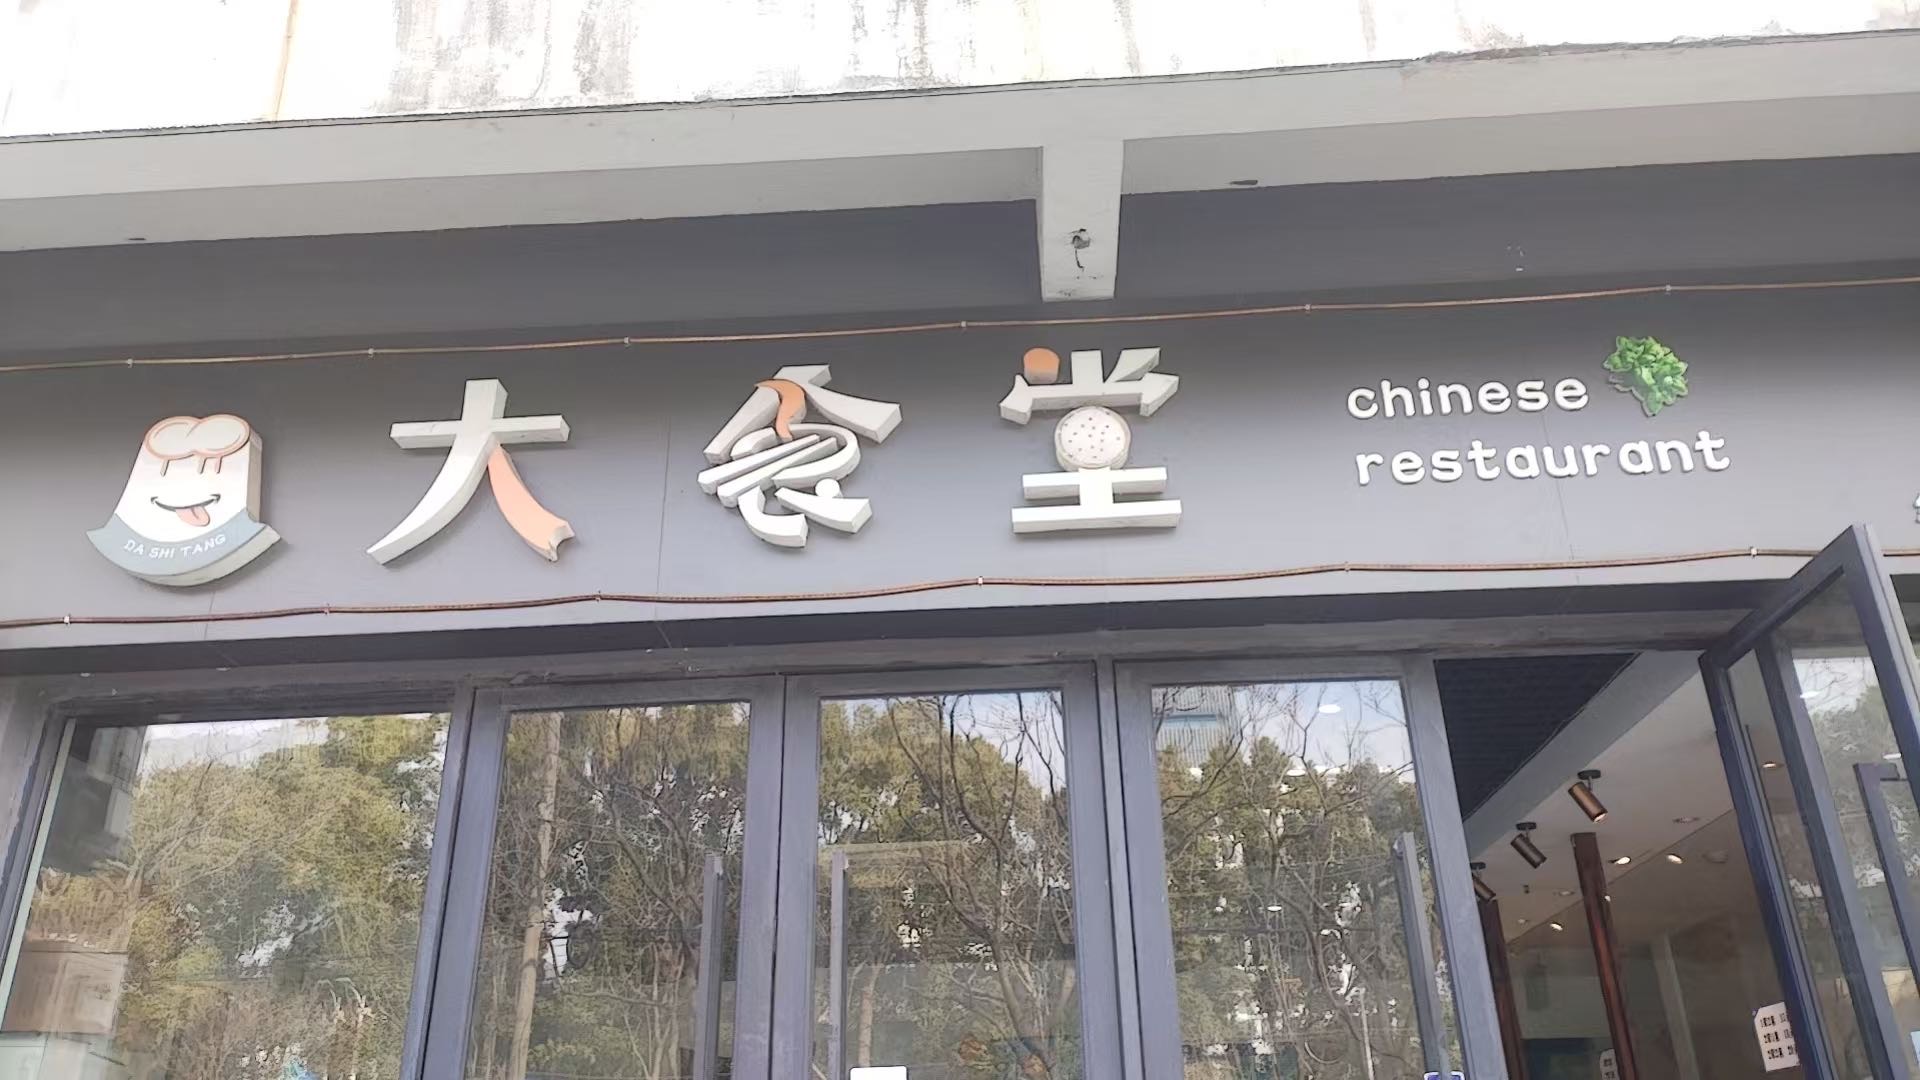 DA SHI TANG
大食堂
chinese
restaurant